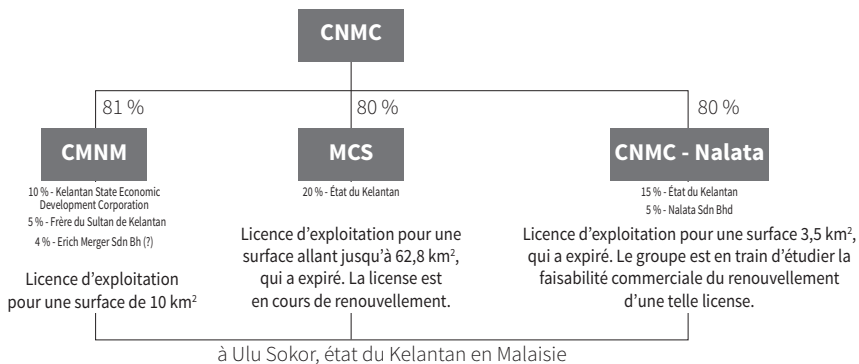 CNMC
81 %
80 %
80 %
CMNM
10 % - Kelantan State Economic
Development Corporation
5 % - Frère du Sultan de Kelantan
4 % - Erich Merger Sdn Bh (?)
Licence d'exploitation
pour une surface de 10 km²
MCS
20 % - État du Kelantan
Licence d'exploitation pour une
surface allant jusqu'à 62,8 km²,
qui a expiré. La license est
en cours de renouvellement.
CNMC - Nalata
15 % - État du Kelantan
5 % - Nalata Sdn Bhd
Licence d'exploitation pour une surface 3,5 km²,
qui a expiré. Le groupe est en train d'étudier la
faisabilité commerciale du renouvellement
d'une telle license.
à Ulu Sokor, état du Kelantan en Malaisie